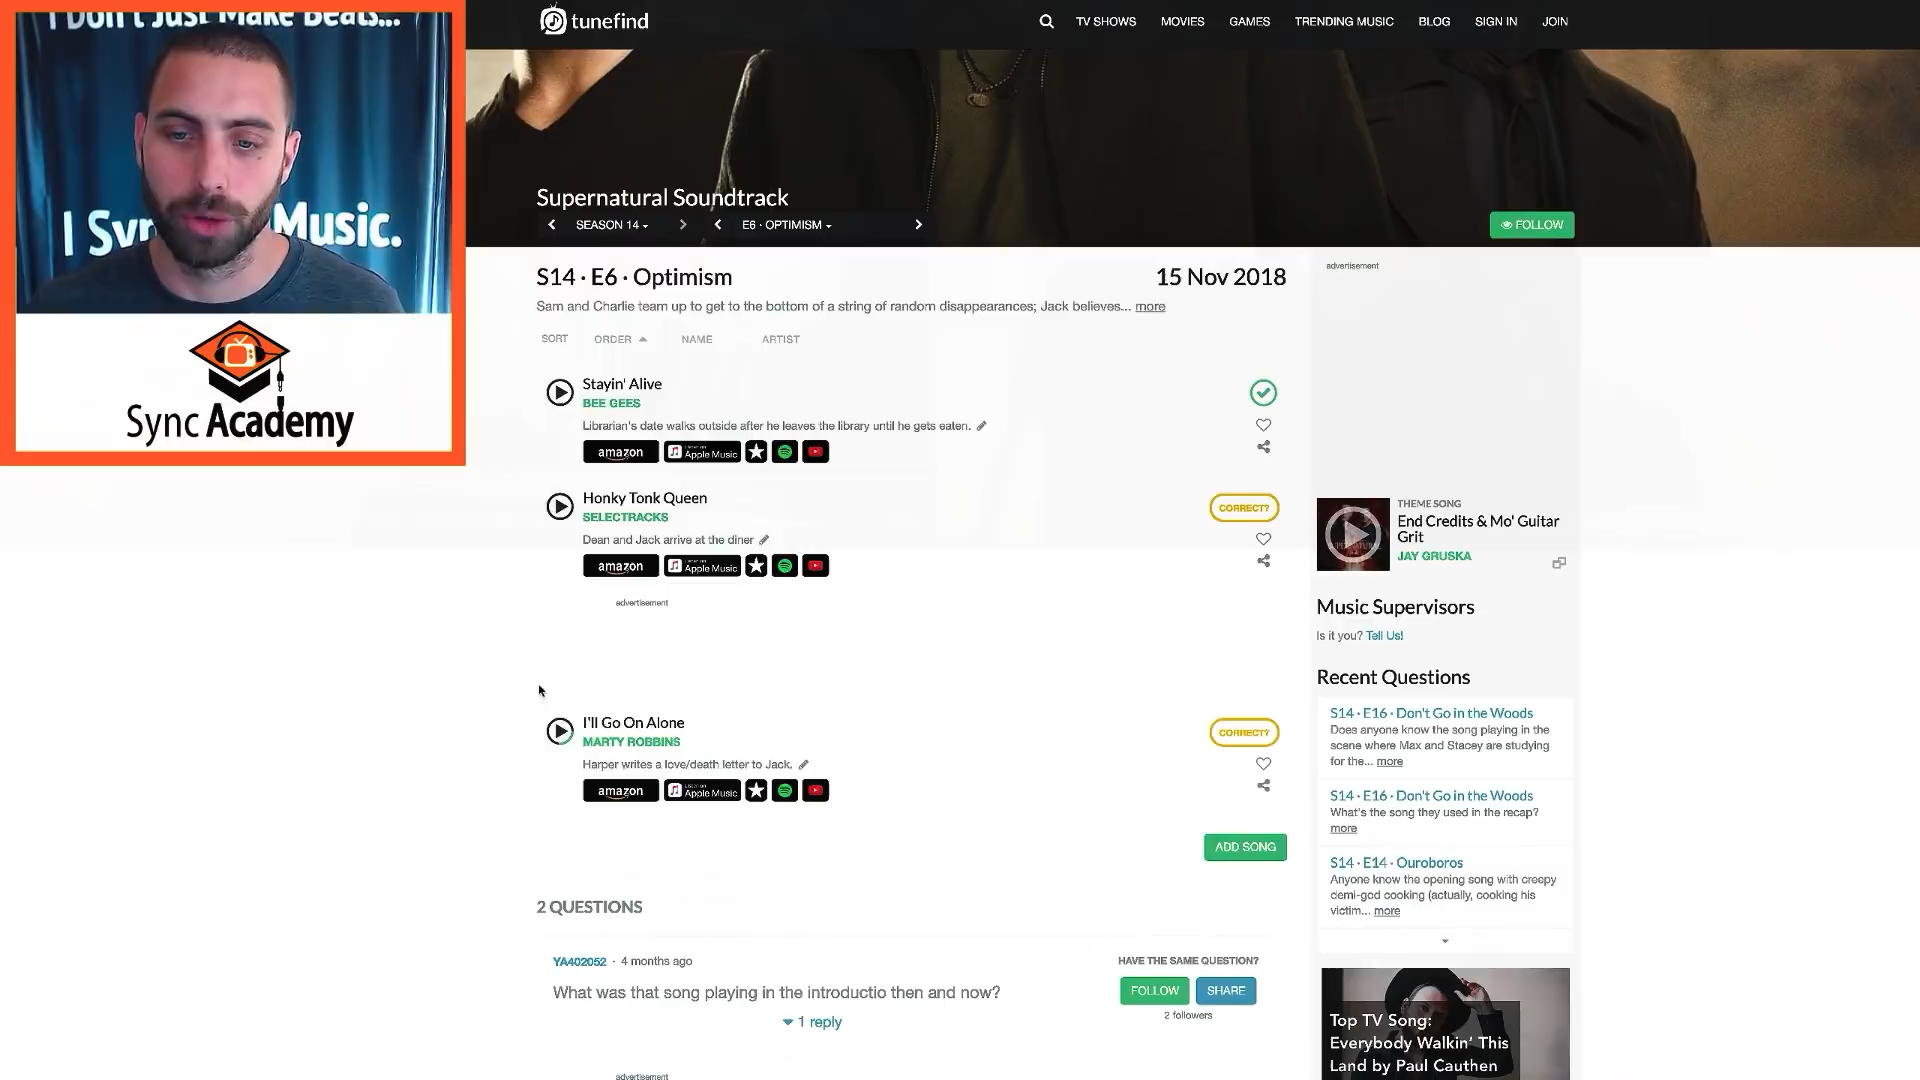 I Don't Just Make Beats...
I Sync Music.
Sync Academy
tunefind
TV SHOWS
MOVIES
GAMES
TRENDING MUSIC
BLOG
SIGN IN
JOIN
Supernatural Soundtrack
SEASON 14
E6 · OPTIMISM
FOLLOW
S14 · E6 · Optimism
15 Nov 2018
Sam and Charlie team up to get to the bottom of a string of random disappearances; Jack believes... more
SORT
ORDER
NAME
ARTIST
Stayin' Alive
BEE GEES
Librarian's date walks outside after he leaves the library until he gets eaten.
amazon
Listen on
Apple Music
Honky Tonk Queen
SELECTRACKS
CORRECT?
Dean and Jack arrive at the diner
amazon
Listen on
Apple Music
advertisement
I'll Go On Alone
MARTY ROBBINS
CORRECT?
Harper writes a love/death letter to Jack.
amazon
Listen on
Apple Music
ADD SONG
2 QUESTIONS
YA402052 · 4 months ago
What was that song playing in the introductio then and now?
1 reply
HAVE THE SAME QUESTION?
FOLLOW
SHARE
2 followers
advertisement
advertisement
THEME SONG
End Credits & Mo' Guitar
Grit
JAY GRUSKA
Music Supervisors
Is it you? Tell Us!
Recent Questions
S14 · E16 · Don't Go in the Woods
Does anyone know the song playing in the
scene where Max and Stacey are studying
for the... more
S14 · E16 · Don't Go in the Woods
What's the song they used in the recap?
more
S14 · E14 · Ouroboros
Anyone know the opening song with creepy
demi-god cooking (actually, cooking his
victim... more
Top TV Song:
Everybody Walkin' This
Land by Paul Cauthen